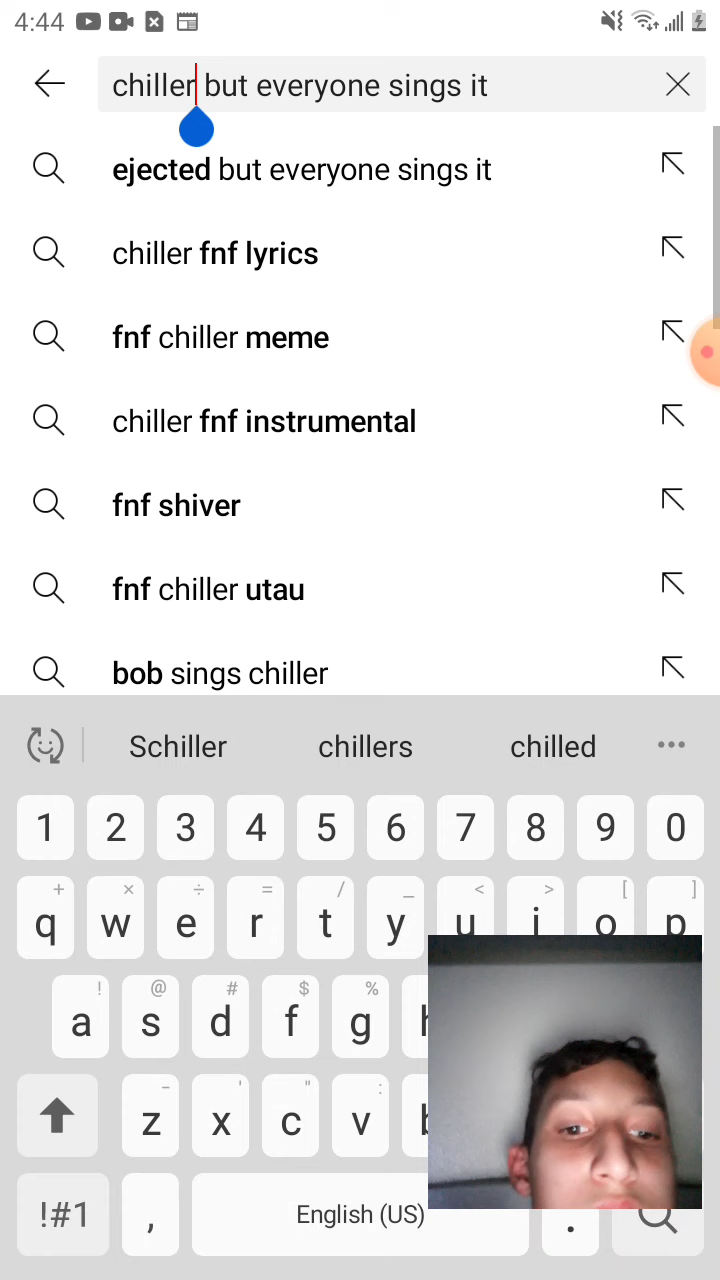 4:44
chiller but everyone sings it
ejected but everyone sings it
chiller fnf lyrics
fnf chiller meme
chiller fnf instrumental
fnf shiver
fnf chiller utau
bob sings chiller
Schiller chillers chilled •••
1 2 3 4 5 6 7 8 9 0
+ × ÷ = / _ < > [ ]
q w e r t y u i o p
! @ # $ %
a s d f g
- ' " :
z x c v
!#1 , English (US) .